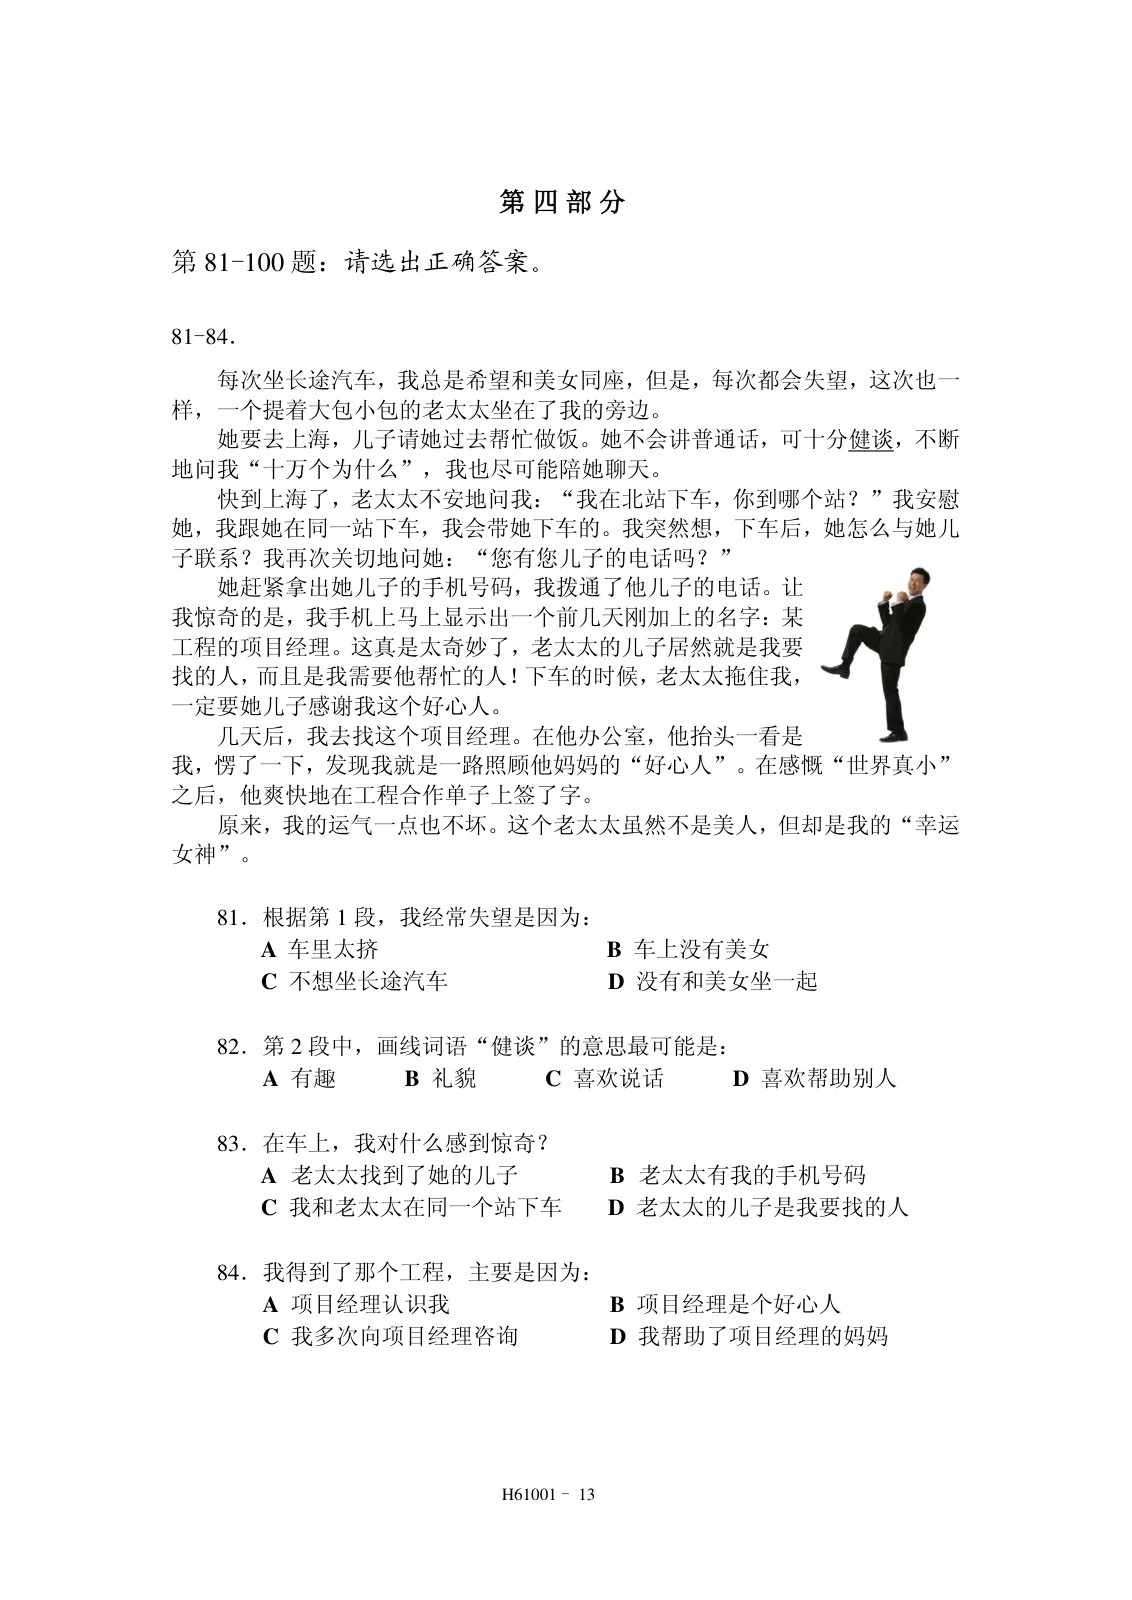 第四部分
第 81-100 题：请选出正确答案。
81-84．
每次坐长途汽车，我总是希望和美女同座，但是，每次都会失望，这次也一
样，一个提着大包小包的老太太坐在了我的旁边。
她要去上海，儿子请她过去帮忙做饭。她不会讲普通话，可十分健谈，不断
地问我“十万个为什么”，我也尽可能陪她聊天。
快到上海了，老太太不安地问我：“我在北站下车，你到哪个站？”我安慰
她，我跟她在同一站下车，我会带她下车的。我突然想，下车后，她怎么与她儿
子联系？我再次关切地问她：“您有您儿子的电话吗？”
她赶紧拿出她儿子的手机号码，我拨通了他儿子的电话。让
我惊奇的是，我手机上马上显示出一个前几天刚加上的名字：某
工程的项目经理。这真是太奇妙了，老太太的儿子居然就是我要
找的人，而且是我需要他帮忙的人！下车的时候，老太太拖住我，
一定要她儿子感谢我这个好心人。
几天后，我去找这个项目经理。在他办公室，他抬头一看是
我，愣了一下，发现我就是一路照顾他妈妈的“好心人”。在感慨“世界真小”
之后，他爽快地在工程合作单子上签了字。
原来，我的运气一点也不坏。这个老太太虽然不是美人，但却是我的“幸运
女神”。
81．根据第 1 段，我经常失望是因为：
A 车里太挤 B 车上没有美女
C 不想坐长途汽车 D 没有和美女坐一起
82．第 2 段中，画线词语“健谈”的意思最可能是：
A 有趣 B 礼貌 C 喜欢说话 D 喜欢帮助别人
83．在车上，我对什么感到惊奇？
A 老太太找到了她的儿子 B 老太太有我的手机号码
C 我和老太太在同一个站下车 D 老太太的儿子是我要找的人
84．我得到了那个工程，主要是因为：
A 项目经理认识我 B 项目经理是个好心人
C 我多次向项目经理咨询 D 我帮助了项目经理的妈妈
H61001 - 13